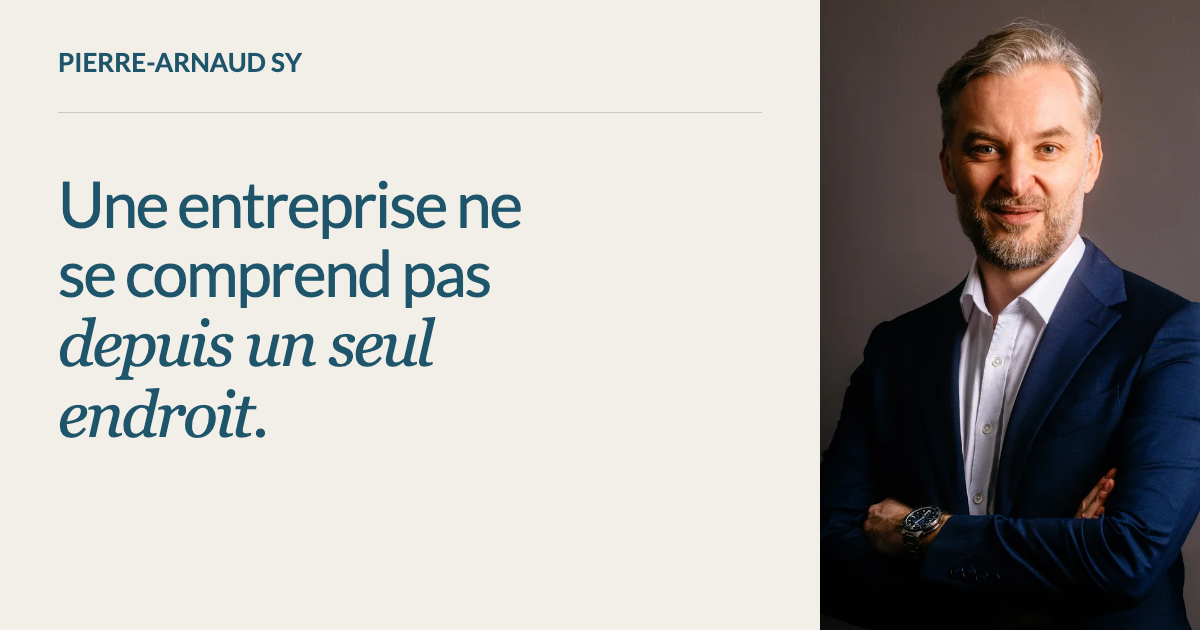 PIERRE-ARNAUD SY
Une entreprise ne
se comprend pas
depuis un seul
endroit.